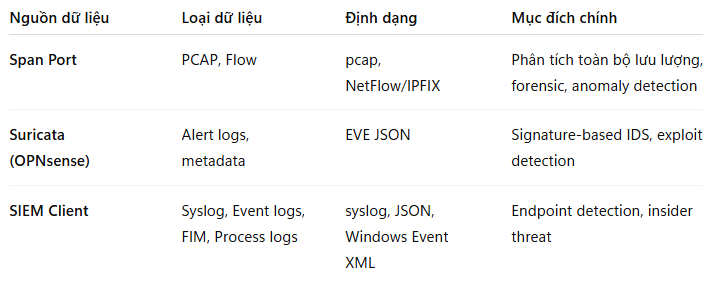 Nguồn dữ liệu Loại dữ liệu Định dạng Mục đích chính
Span Port PCAP, Flow pcap, Phân tích toàn bộ lưu lượng,
NetFlow/IPFIX forensic, anomaly detection
Suricata Alert logs, EVE JSON Signature-based IDS, exploit
(OPNsense) metadata detection
SIEM Client Syslog, Event logs, syslog, JSON, Endpoint detection, insider
FIM, Process logs Windows Event threat
XML